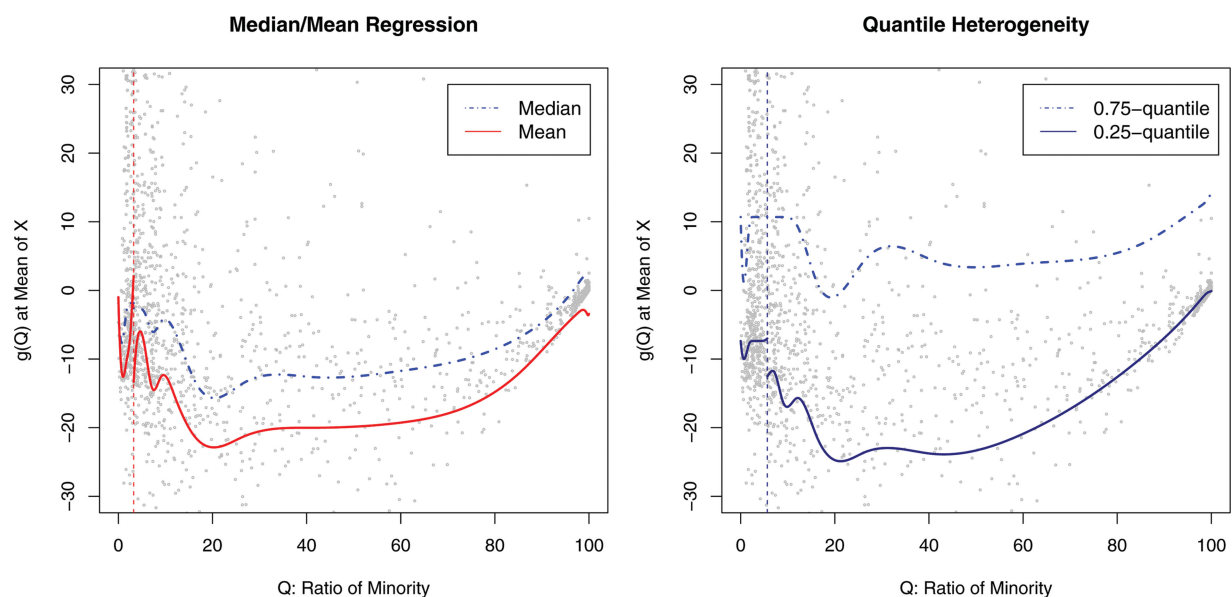 Median/Mean Regression
30
20
10
0
−10
−20
−30
g(Q) at Mean of X
Median
Mean
0 20 40 60 80 100
Q: Ratio of Minority
Quantile Heterogeneity
30
20
10
0
−10
−20
−30
g(Q) at Mean of X
0.75−quantile
0.25−quantile
0 20 40 60 80 100
Q: Ratio of Minority